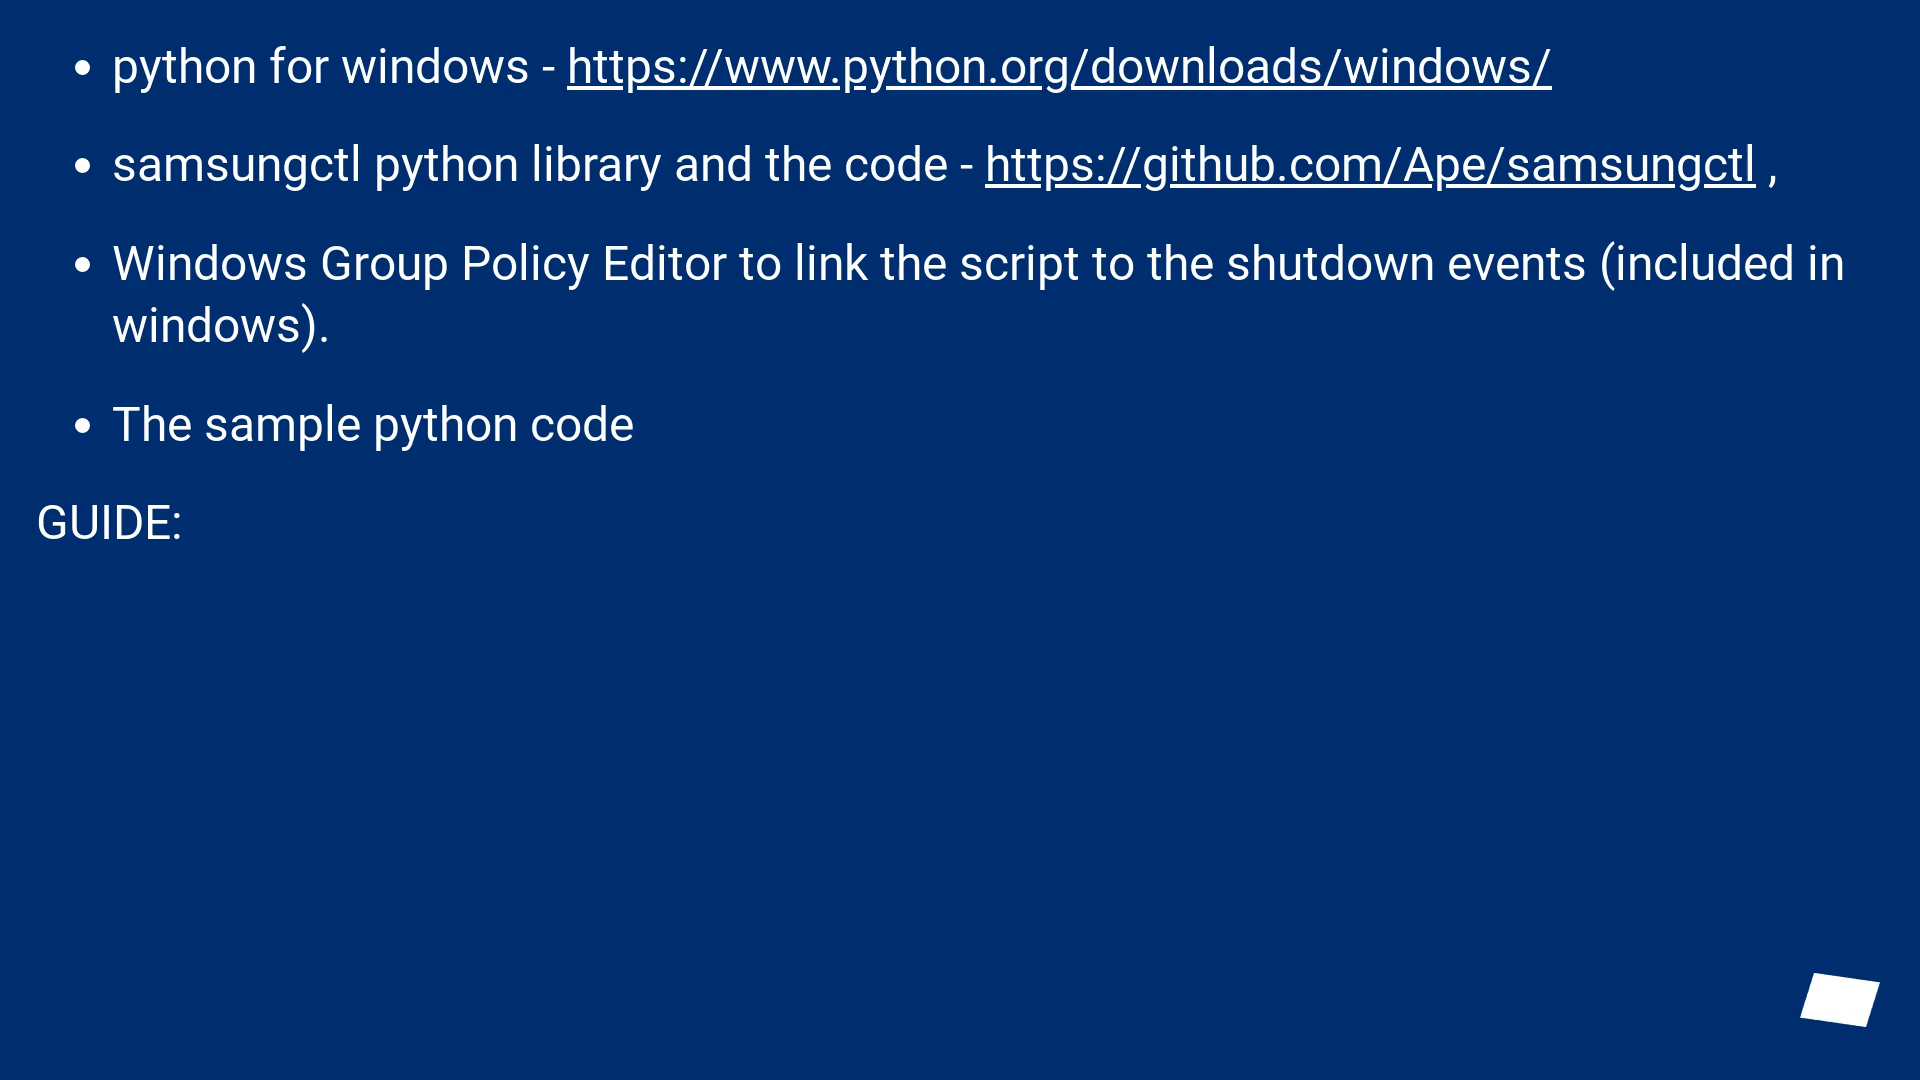 • python for windows - https://www.python.org/downloads/windows/
• samsungctl python library and the code - https://github.com/Ape/samsungctl ,
• Windows Group Policy Editor to link the script to the shutdown events (included in
windows).
• The sample python code
GUIDE: